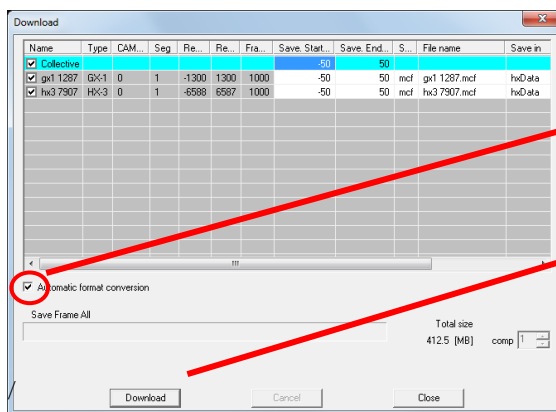 Download
Name Type CAM... Seg Re... Re... Fra... Save. Start... Save. End... S... File name Save in
Collective -50 50
gx1 1287 GX-1 0 1 -1300 1300 1000 -50 50 mcf gx1 1287.mcf hxData
hx3 7907 HX-3 0 1 -6588 6587 1000 -50 50 mcf hx3 7907.mcf hxData
Automatic format conversion
Save Frame All
Total size
412.5 [MB] comp 1
/
Download Cancel Close